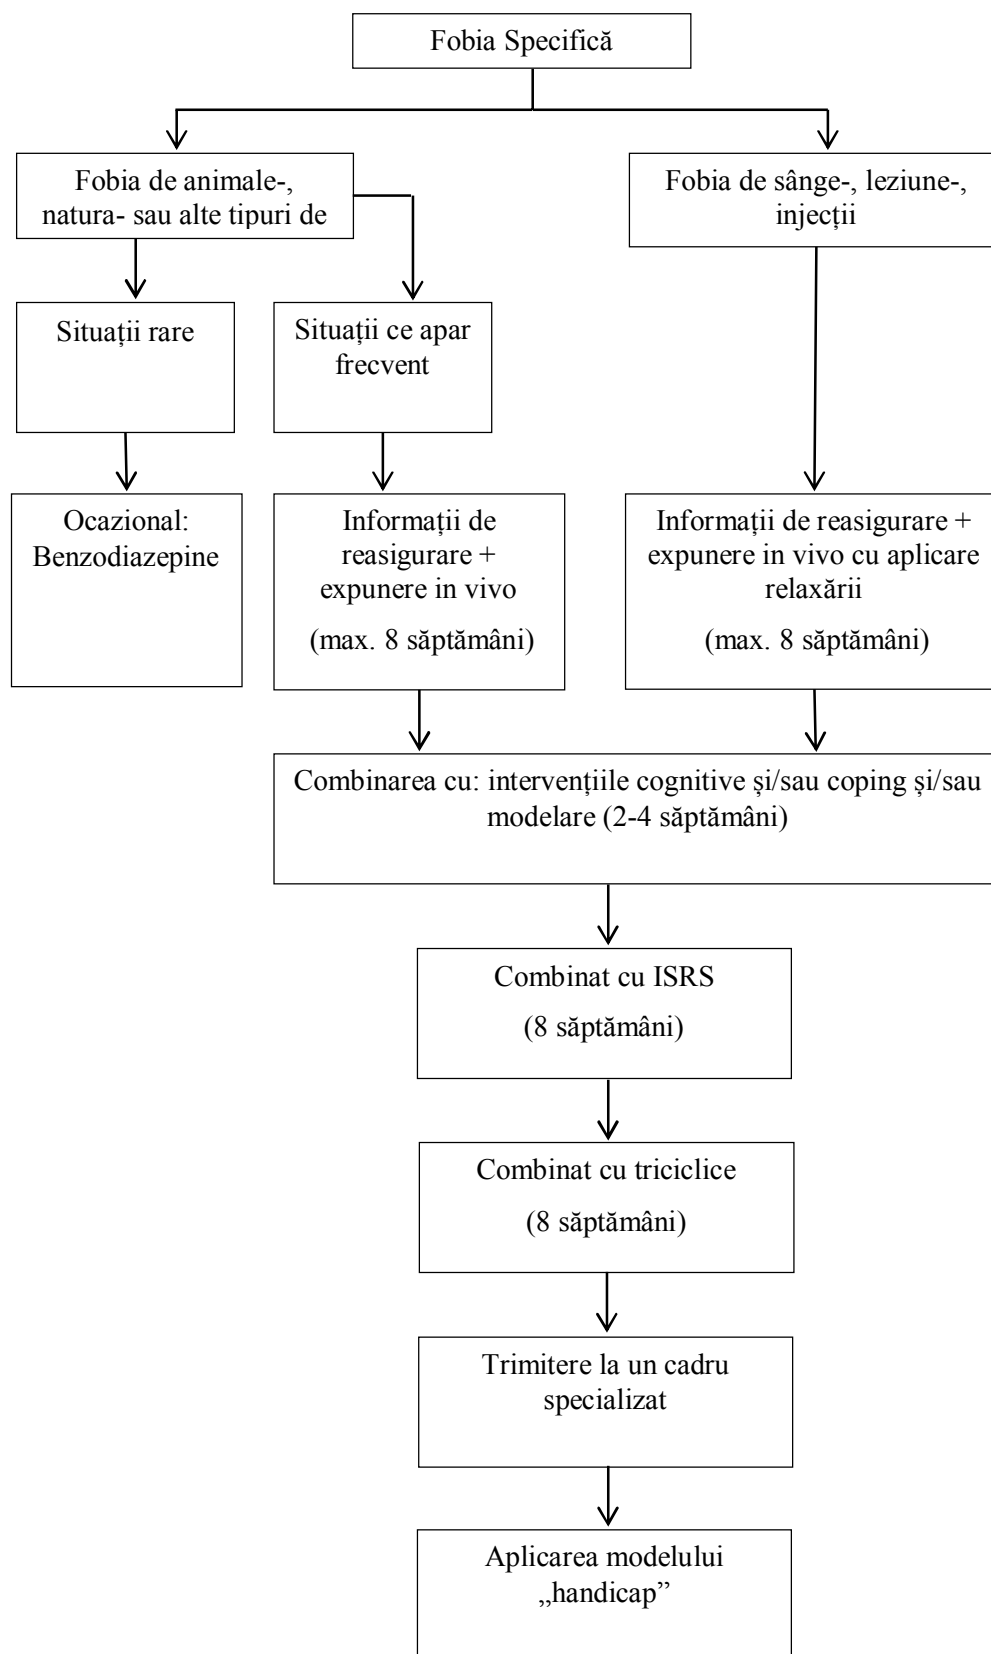 Fobia Specifică
Fobia de animale-,
natura- sau alte tipuri de
Fobia de sânge-, leziune-,
injecții
Situații rare
Situații ce apar
frecvent
Ocazional:
Benzodiazepine
Informații de
reasigurare +
expunere in vivo
(max. 8 săptămâni)
Informații de reasigurare +
expunere in vivo cu aplicare
relaxării
(max. 8 săptămâni)
Combinarea cu: intervențiile cognitive și/sau coping și/sau
modelare (2-4 săptămâni)
Combinat cu ISRS
(8 săptămâni)
Combinat cu triciclice
(8 săptămâni)
Trimitere la un cadru
specializat
Aplicarea modelului
„handicap”